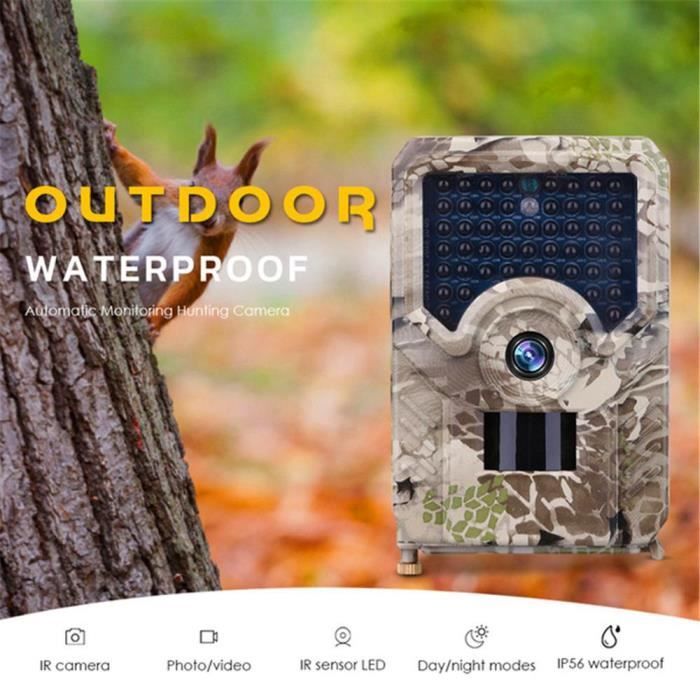 OUTDOOR
WATERPROOF
Automatic Monitoring Hunting Camera
IR camera
Photo/video
IR sensor LED
Day/night modes
IP56 waterproof